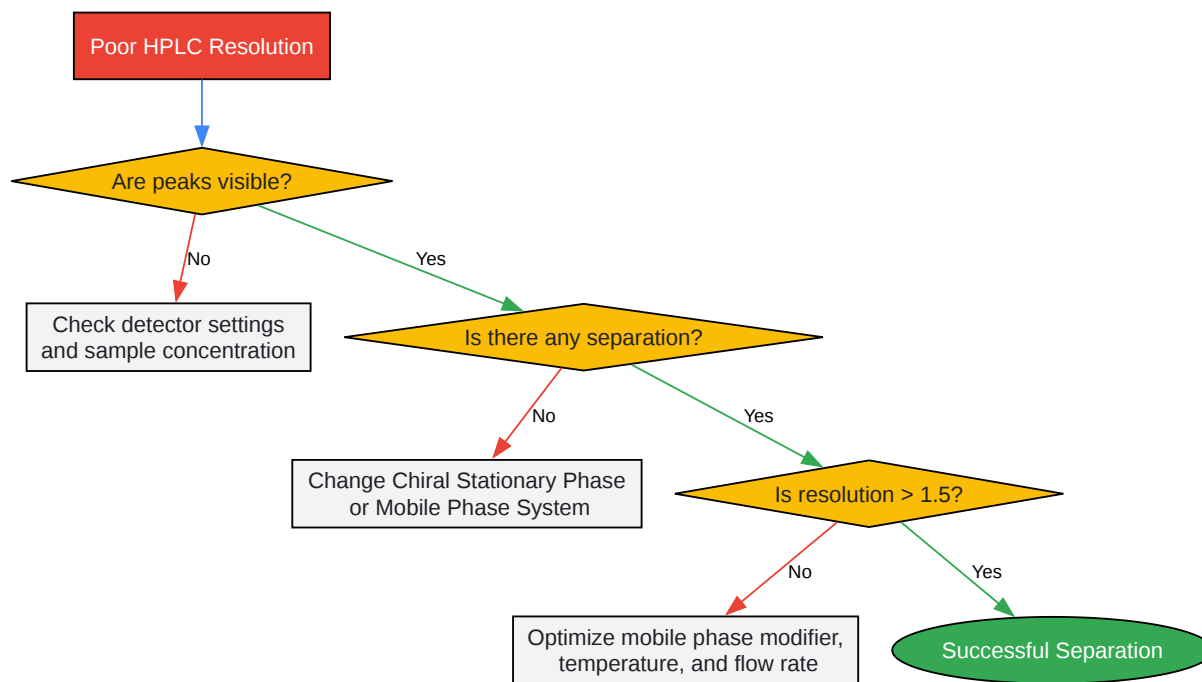 Poor HPLC Resolution
Are peaks visible?
No
Yes
Check detector settings
and sample concentration
Is there any separation?
No
Yes
Change Chiral Stationary Phase
or Mobile Phase System
Is resolution > 1.5?
No
Yes
Optimize mobile phase modifier,
temperature, and flow rate
Successful Separation